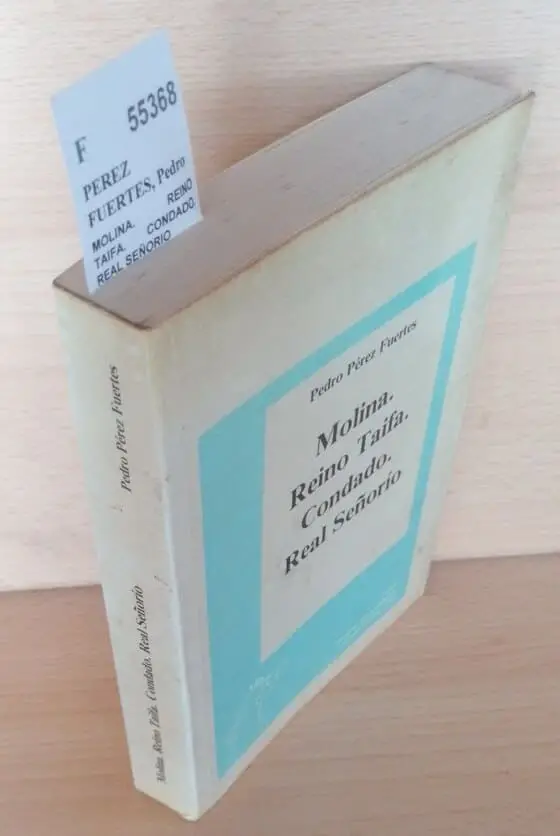 F 55368
PEREZ
FUERTES, Pedro
MOLINA. REINO
TAIFA. CONDADO.
REAL SEÑORIO
Pedro Pérez Fuertes
Molina.
Reino Taifa.
Condado.
Real Señorío
Pedro Pérez Fuertes
Molina. Reino Taifa. Condado. Real Señorío